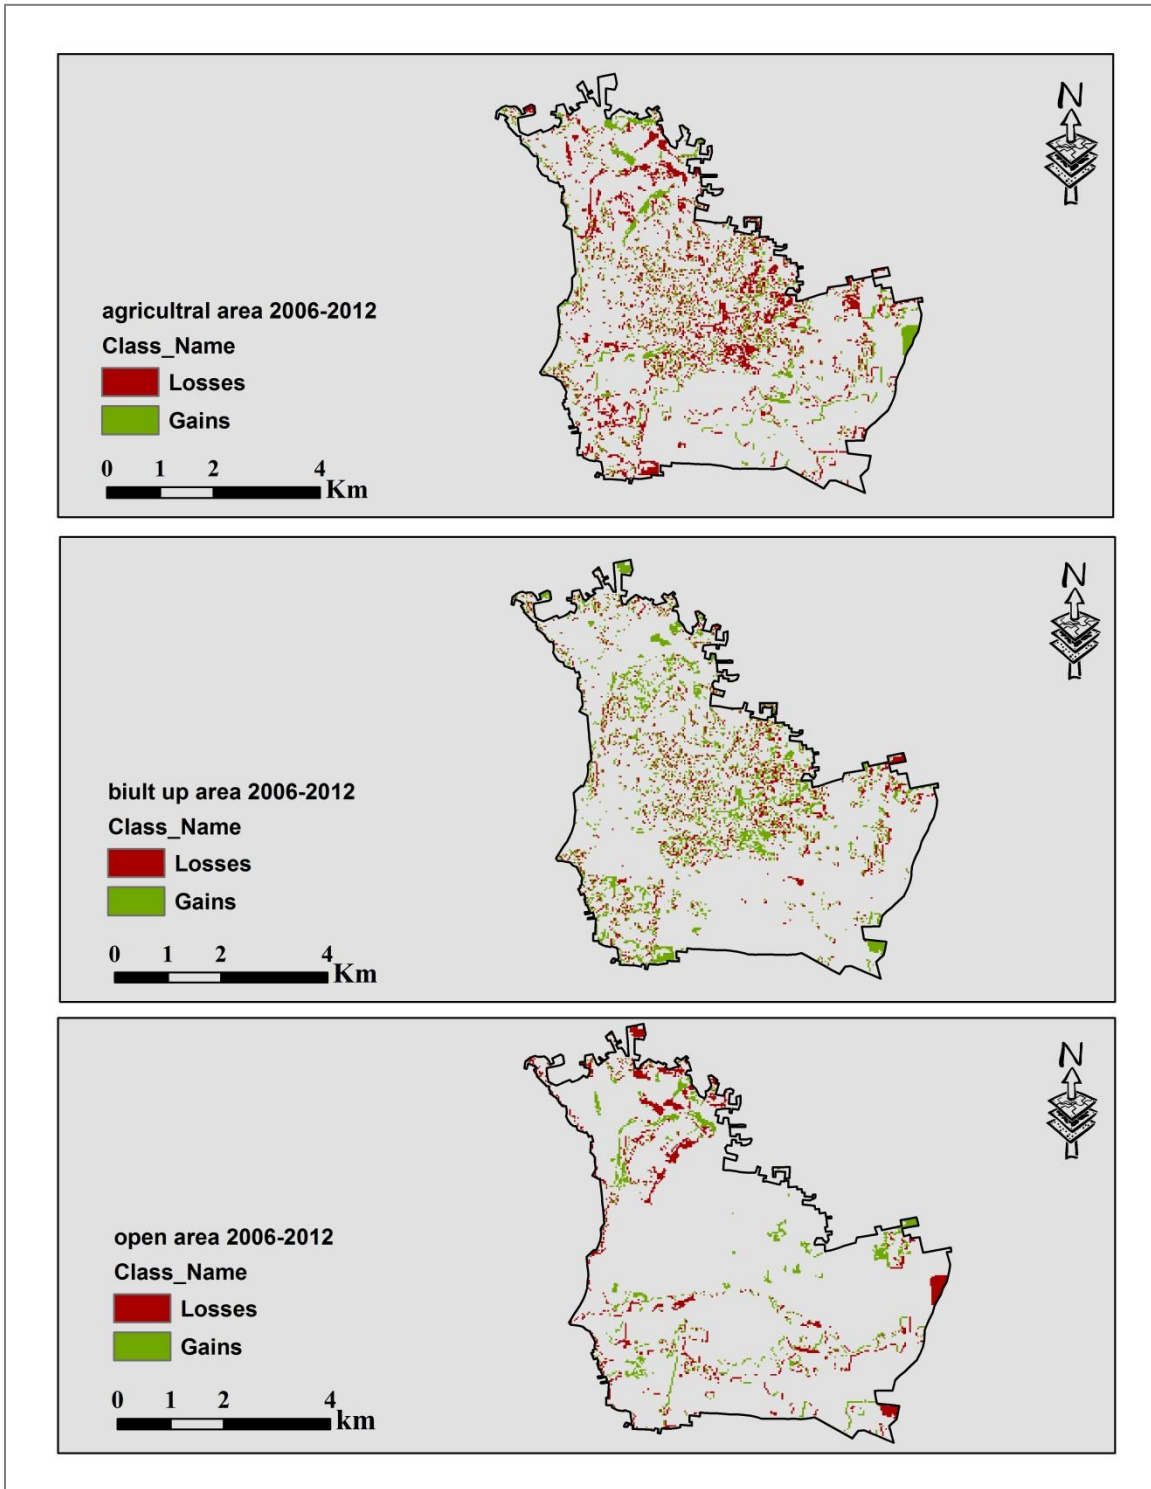 N
agricultral area 2006-2012
Class_Name
Losses
Gains
0 1 2 4
Km
N
biult up area 2006-2012
Class_Name
Losses
Gains
0 1 2 4
Km
N
open area 2006-2012
Class_Name
Losses
Gains
0 1 2 4
km